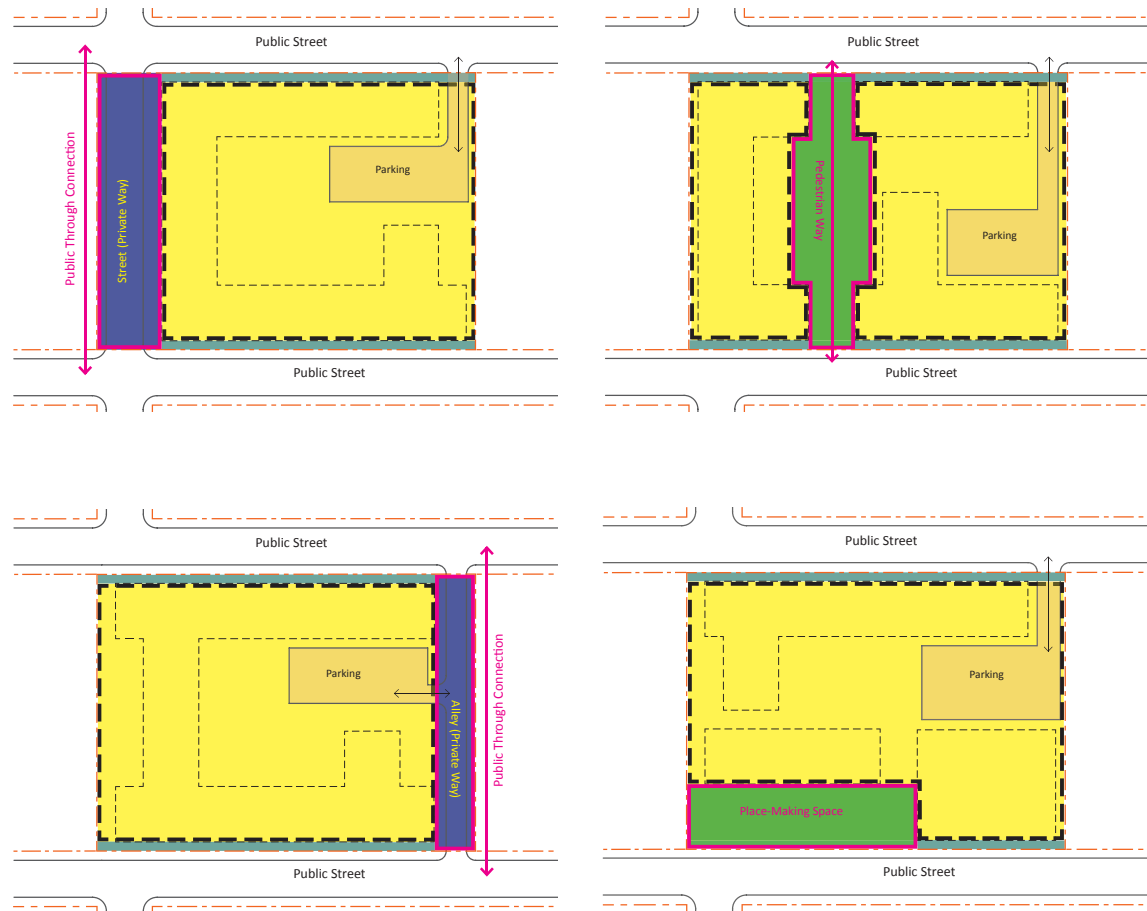 Public Street
Public Through Connection
Street (Private Way)
Parking
Public Street
Public Street
Pedestrian Way
Parking
Public Street
Public Street
Parking
Alley (Private Way)
Public Through Connection
Public Street
Public Street
Parking
Place-Making Space
Public Street